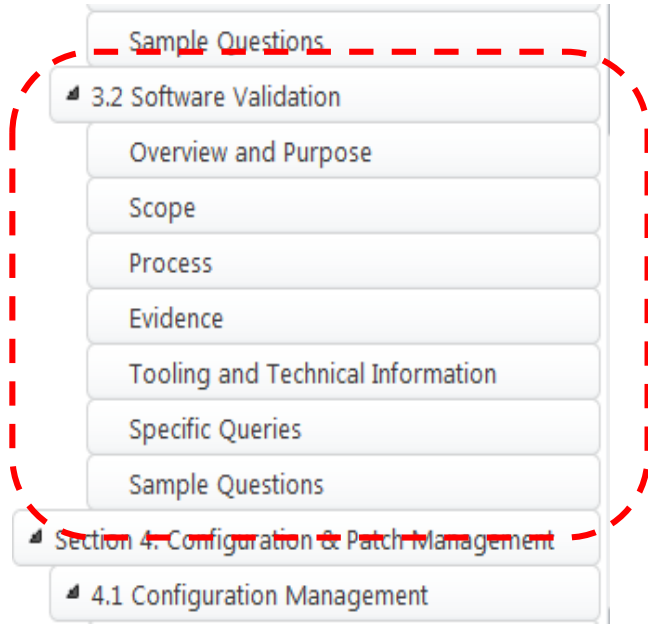 Sample Questions
3.2 Software Validation
Overview and Purpose
Scope
Process
Evidence
Tooling and Technical Information
Specific Queries
Sample Questions
Section 4. Configuration & Patch Management
4.1 Configuration Management